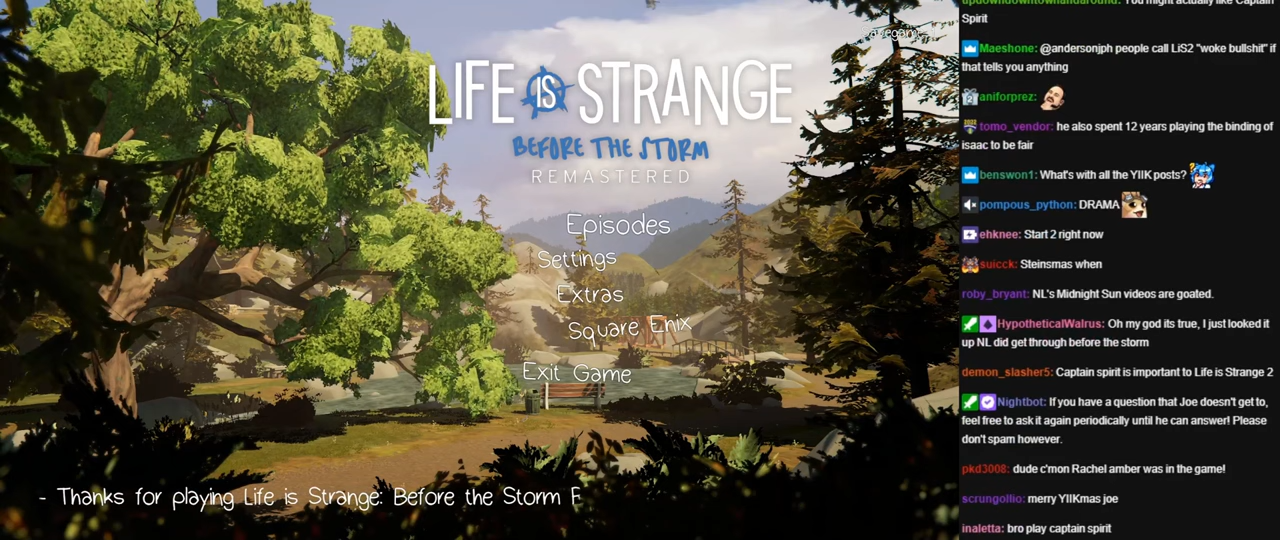 LIFE IS STRANGE
BEFORE THE STORM
REMASTERED
Episodes
Settings
Extras
Square Enix
Exit Game
- Thanks for playing Life is Strange: Before the Storm
updowndowntownandaround: You might actually like Captain
Spirit
Maeshone: @andersonjph people call LiS2 "woke bullshit" if
that tells you anything
aniforprez:
tomo_vendor: he also spent 12 years playing the binding of
isaac to be fair
benswon1: What's with all the YIIK posts?
pompous_python: DRAMA
ehknee: Start 2 right now
suicck: Steinsmas when
roby_bryant: NL's Midnight Sun videos are goated.
HypotheticalWalrus: Oh my god its true, I just looked it
up NL did get through before the storm
demon_slasher5: Captain spirit is important to Life is Strange 2
Nightbot: If you have a question that Joe doesn't get to,
feel free to ask it again periodically until he can answer! Please
don't spam however.
pkd3008: dude c'mon Rachel amber was in the game!
scrungollio: merry YIIKmas joe
inaletta: bro play captain spirit